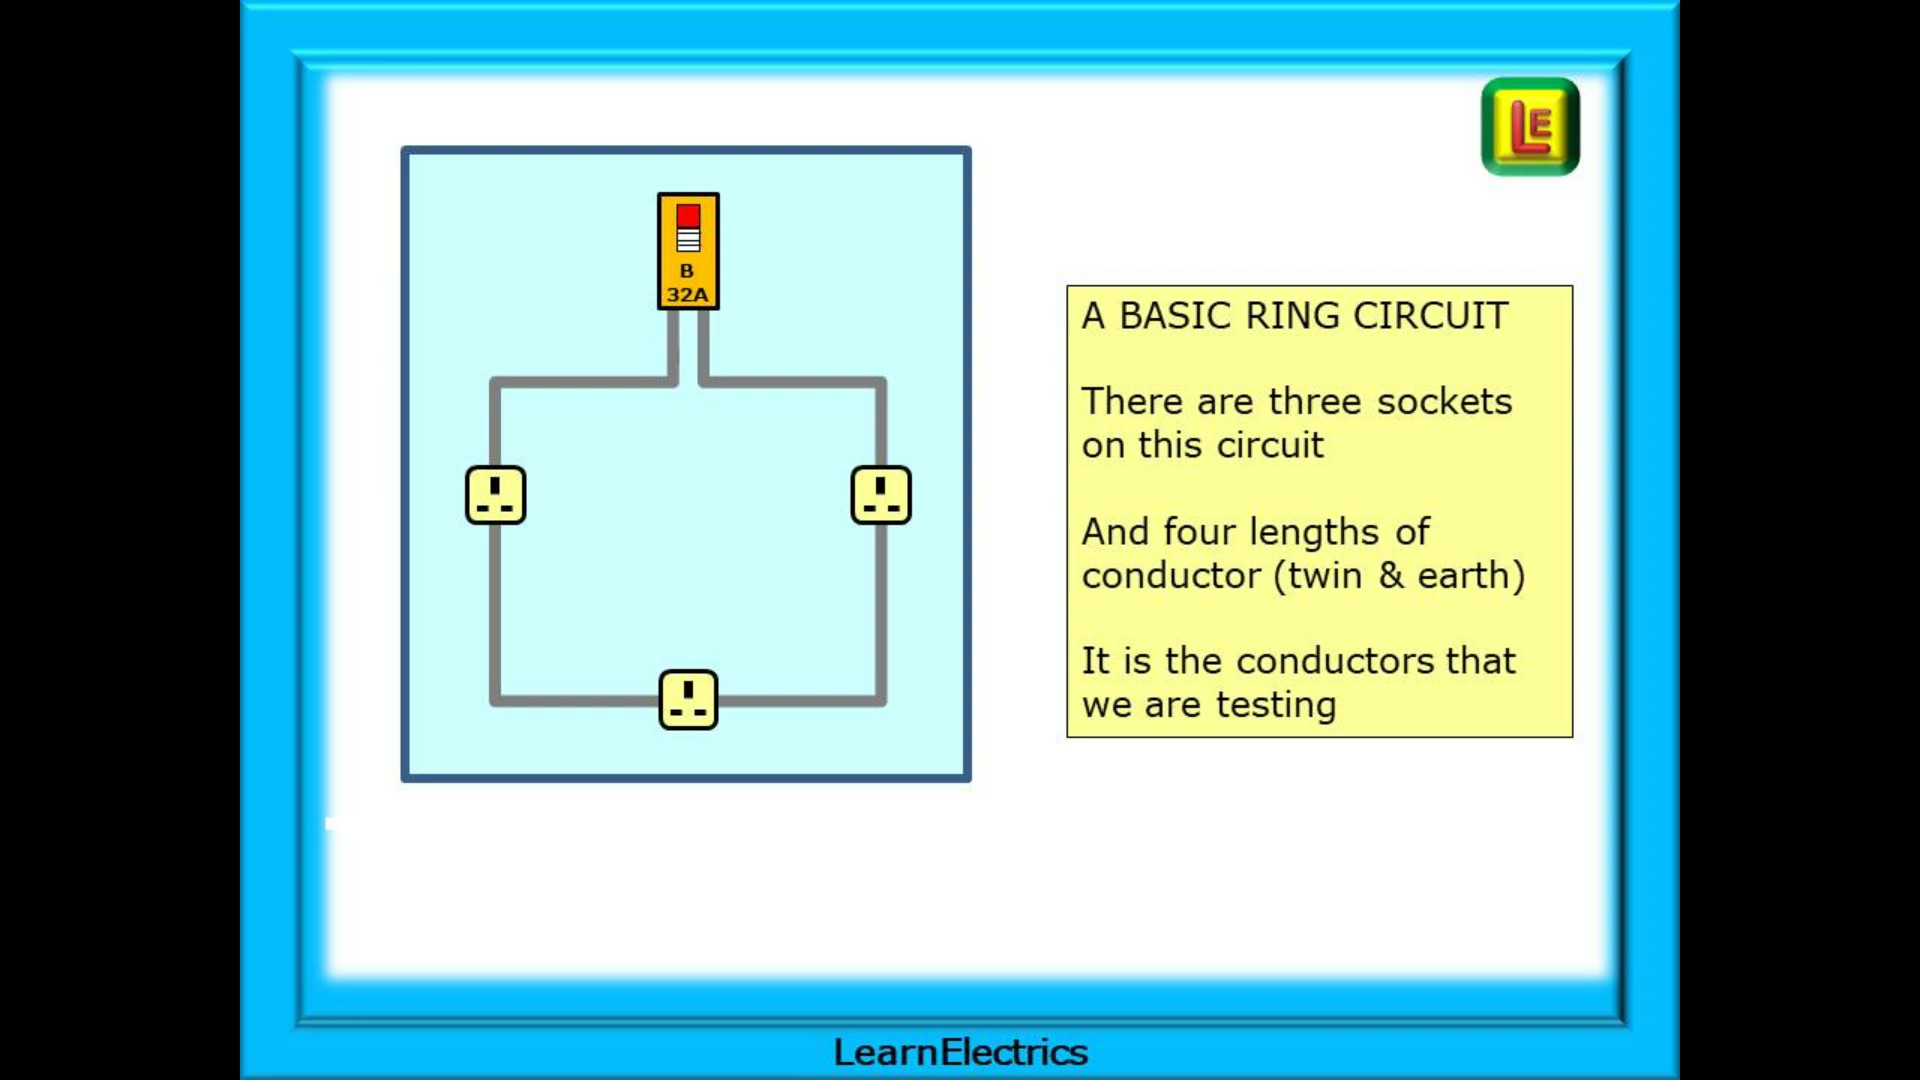 LE
B
32A
A BASIC RING CIRCUIT
There are three sockets
on this circuit
And four lengths of
conductor (twin & earth)
It is the conductors that
we are testing
LearnElectrics